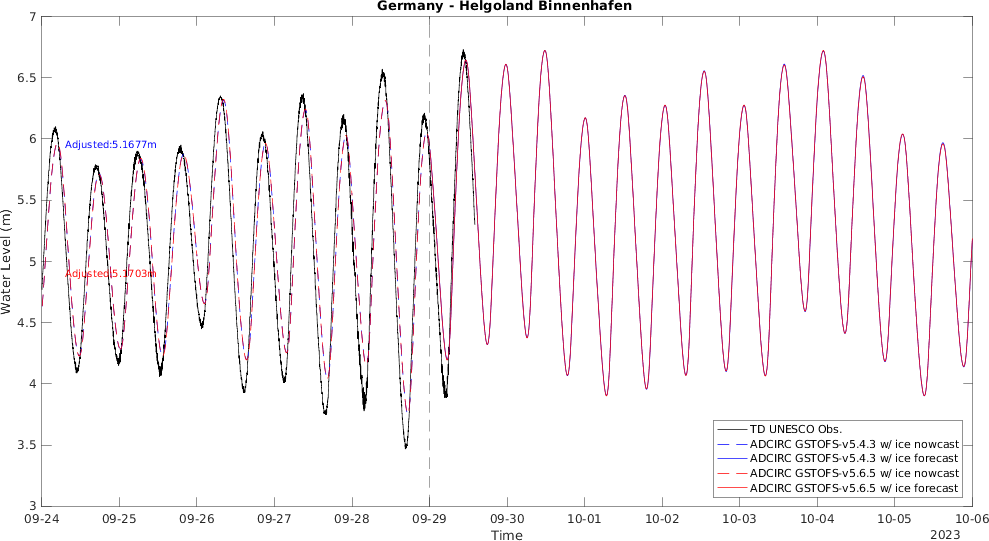 Germany - Helgoland Binnenhafen
7
6.5
6
5.5
5
4.5
4
3.5
3
Water Level (m)
Adjusted:5.1677m
Adjusted:5.1703m
TD UNESCO Obs.
ADCIRC GSTOFS-v5.4.3 w/ ice nowcast
ADCIRC GSTOFS-v5.4.3 w/ ice forecast
ADCIRC GSTOFS-v5.6.5 w/ ice nowcast
ADCIRC GSTOFS-v5.6.5 w/ ice forecast
09-24 09-25 09-26 09-27 09-28 09-29 09-30 10-01 10-02 10-03 10-04 10-05 10-06
Time
2023